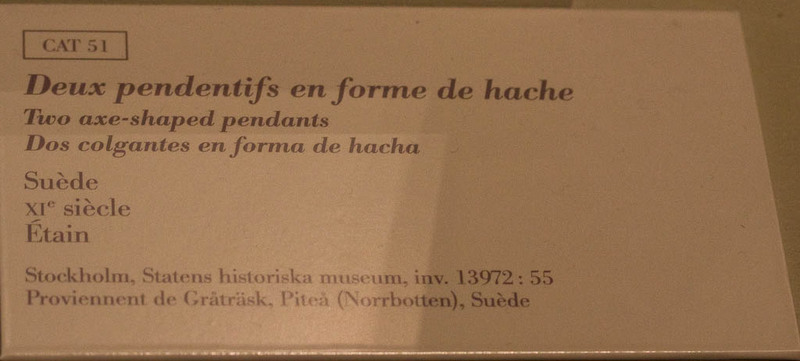 CAT 51
Deux pendentifs en forme de hache
Two axe-shaped pendants
Dos colgantes en forma de hacha
Suède
XIe siècle
Étain
Stockholm, Statens historiska museum, inv. 13972 : 55
Proviennent de Gråträsk, Piteå (Norrbotten), Suède